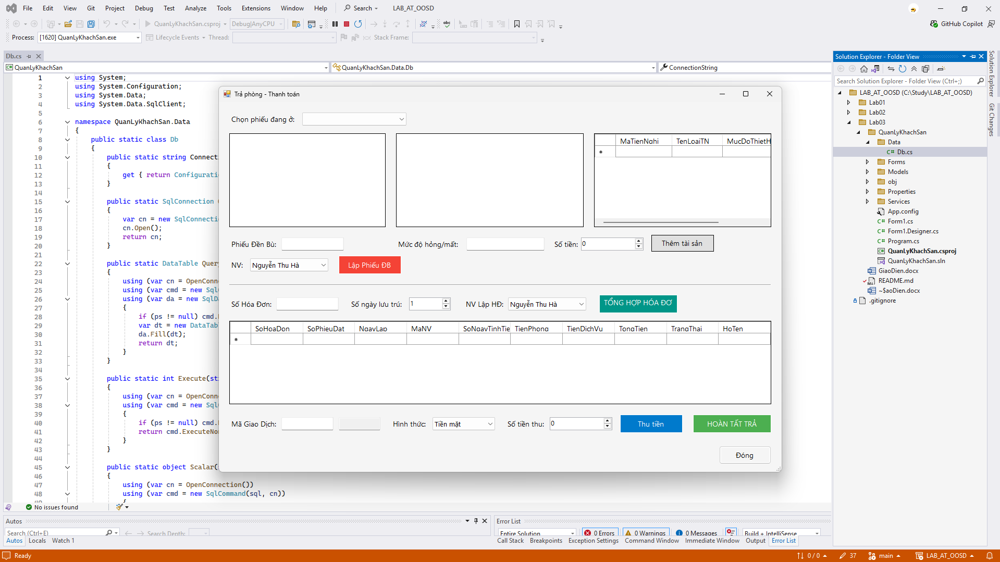 File Edit View Git Project Debug Test Analyze Tools Extensions Window Help Search LAB_AT_OOSD
QuanLyKhachSan.csproj Debug|AnyCPU GitHub Copilot
Process: [1620] QuanLyKhachSan.exe Lifecycle Events Thread: Stack Frame:
Db.cs
QuanLyKhachSan QuanLyKhachSan.Data.Db ConnectionString
1 using System;
2 using System.Configuration;
3 using System.Data;
4 using System.Data.SqlClient;
5
6 namespace QuanLyKhachSan.Data
7 {
8 public static class Db
9 {
10 public static string Connecti
11 {
12 get { return Configurati
13 }
14
15 public static SqlConnection
16 {
17 var cn = new SqlConnecti
18 cn.Open();
19 return cn;
20 }
21
22 public static DataTable Query
23 {
24 using (var cn = OpenConn
25 using (var cmd = new Sql
26 using (var da = new SqlDa
27 {
28 if (ps != null) cmd.
29 var dt = new DataTabl
30 da.Fill(dt);
31 return dt;
32 }
33 }
34
35 public static int Execute(st
36 {
37 using (var cn = OpenConn
38 using (var cmd = new Sql
39 {
40 if (ps != null) cmd.
41 return cmd.ExecuteNo
42 }
43 }
44
45 public static object Scalar(
46 {
47 using (var cn = OpenConnection())
48 using (var cmd = new SqlCommand(sql, cn))
{
No issues found
Trả phòng - Thanh toán
Chọn phiếu đang ở:
MaTienNghi TenLoaiTN MucDoThietH
Phiếu Đền Bù: Mức độ hỏng/mất: Số tiền: 0 Thêm tài sản
NV: Nguyễn Thu Hà Lập Phiếu ĐB
Số Hóa Đơn: Số ngày lưu trú: 1 NV Lập HĐ: Nguyễn Thu Hà TỔNG HỢP HÓA ĐƠ
SoHoaDon SoPhieuDat NgayLap MaNV SoNgayTinhTie TienPhong TienDichVu TongTien TrangThai HoTen
Mã Giao Dịch: Hình thức: Tiền mặt Số tiền thu: 0 Thu tiền HOÀN TẤT TRẢ
Đóng
Solution Explorer - Folder View
Search Solution Explorer - Folder View (Ctrl+;)
LAB_AT_OOSD (C:\Study\LAB_AT_OOSD)
Lab01
Lab02
Lab03
QuanLyKhachSan
Data
C# Db.cs
Forms
Models
obj
Properties
Services
App.config
C# Form1.cs
C# Form1.Designer.cs
C# Program.cs
QuanLyKhachSan.csproj
QuanLyKhachSan.sln
GiaoDien.docx
README.md
~$aoDien.docx
.gitignore
Solution Explorer
Git Changes
Autos
Search (Ctrl+E) Search Depth:
Autos Locals Watch 1
Error List
Entire Solution 0 Errors 0 Warnings 0 Messages Build + IntelliSense
Call Stack Breakpoints Exception Settings Command Window Immediate Window Output Error List
Ready 0 / 0 37 main LAB_AT_OOSD